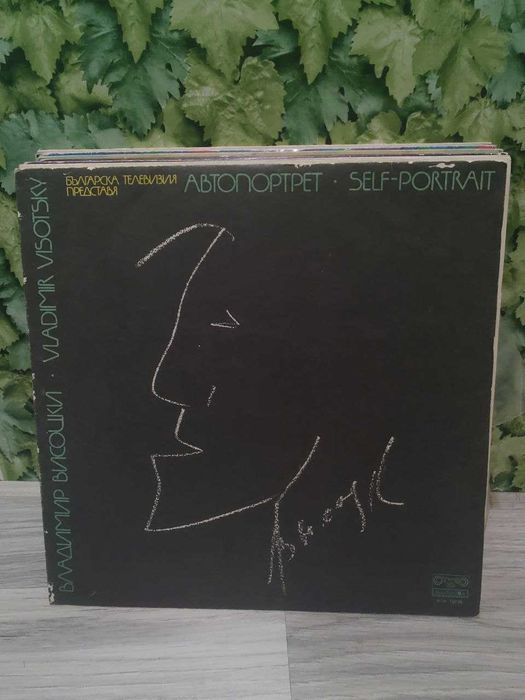 БЪЛГАРСКА ТЕЛЕВИЗИЯ
ПРЕДСТАВЯ
АВТОПОРТРЕТ · SELF-PORTRAIT
ВЛАДИМИР ВИСОЦКИ · VLADIMIR VISOTSKY